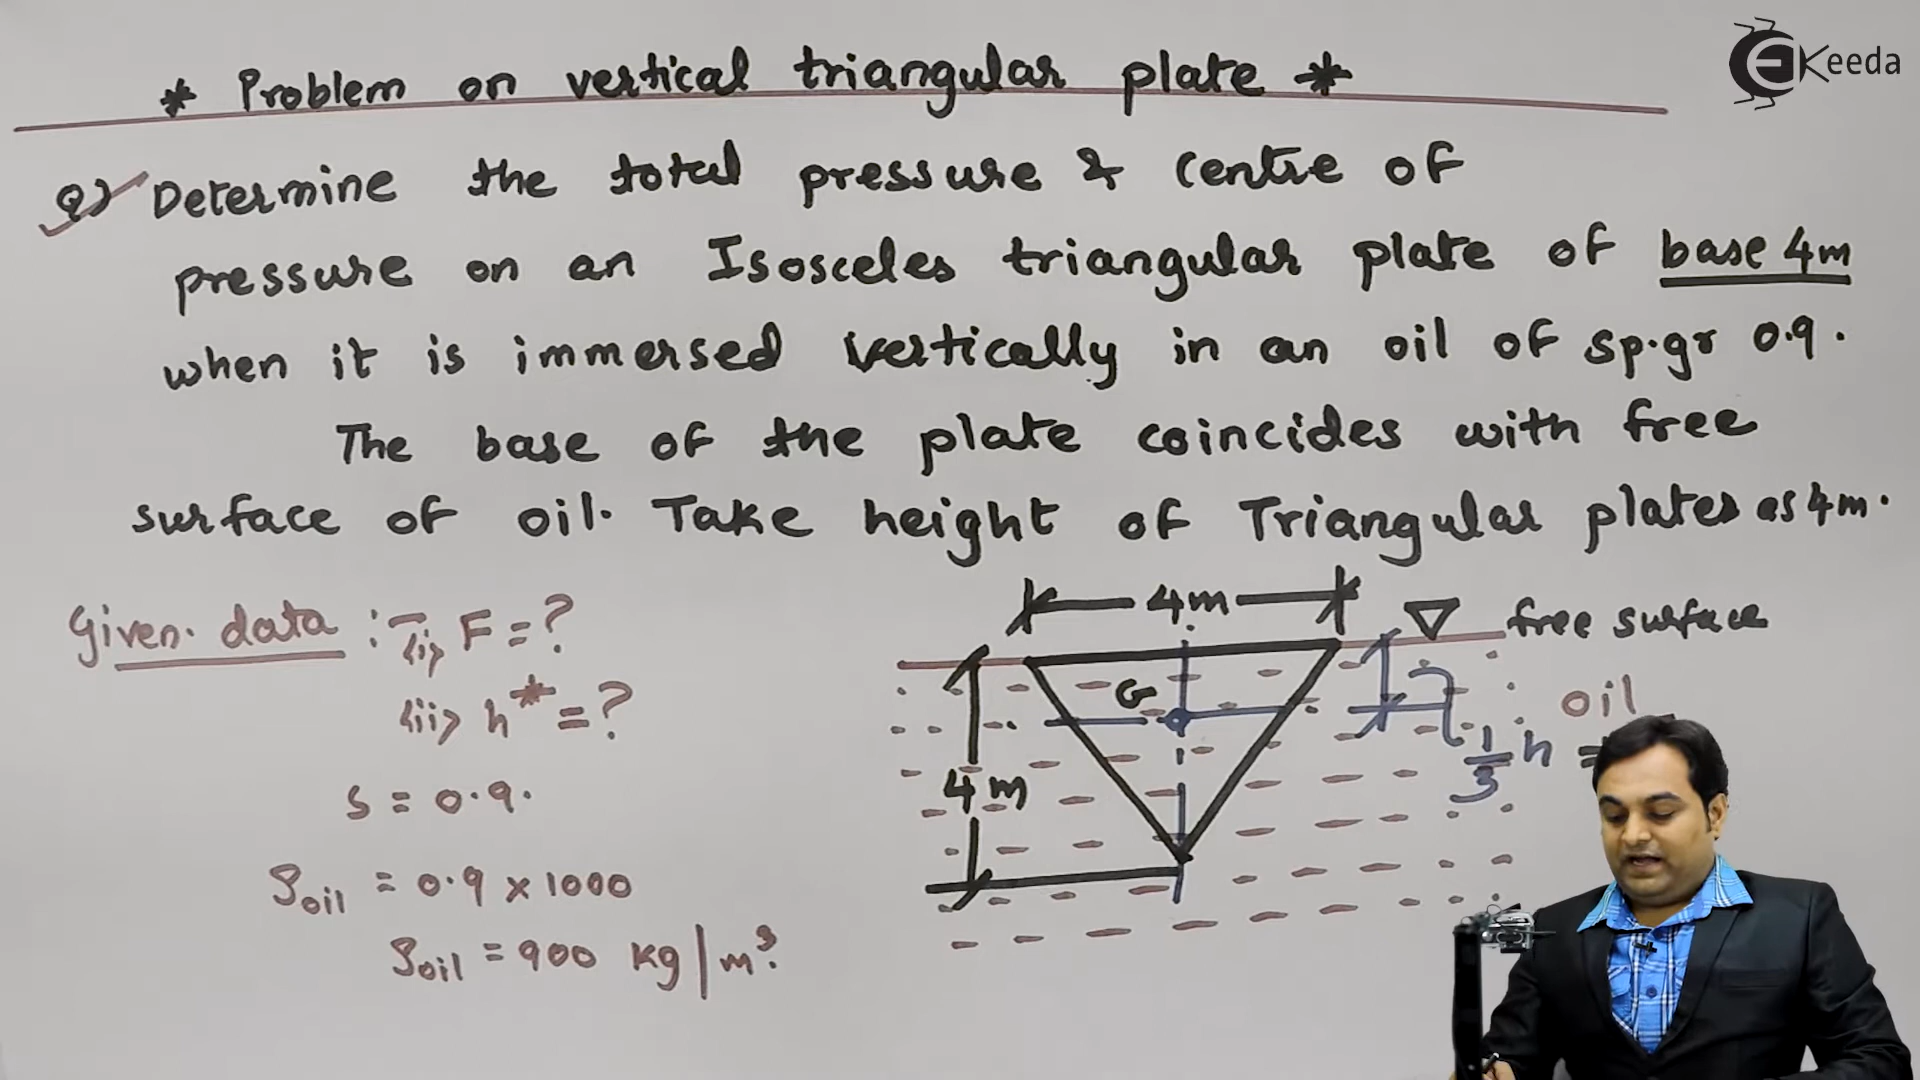 EKeeda
* Problem on vertical triangular plate *
Q) Determine the total pressure & centre of
pressure on an Isosceles triangular plate of base 4m
when it is immersed vertically in an oil of sp.gr 0.9.
The base of the plate coincides with free
surface of oil. Take height of Triangular plates as 4m.
Given data :- (i) F = ?
(ii) h* = ?
S = 0.9.
ρoil = 0.9 × 1000
ρoil = 900 kg/m³.
4m
free surface
G
oil
1/3 h =
4m